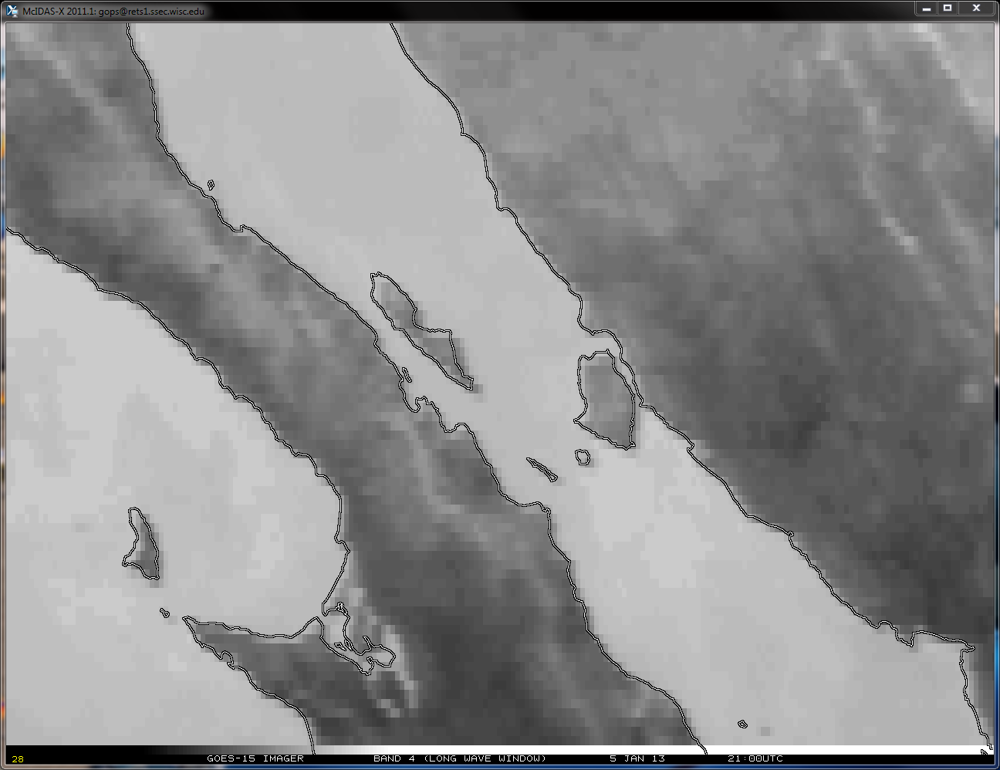 McIDAS-X 2011.1: gops@rets1.ssec.wisc.edu
28 GOES-15 IMAGER BAND 4 (LONG WAVE WINDOW) 5 JAN 13 21:00UTC